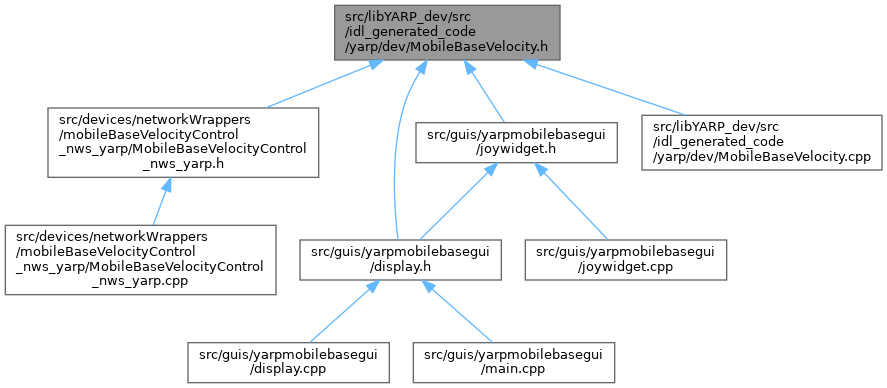 src/libYARP_dev/src
/idl_generated_code
/yarp/dev/MobileBaseVelocity.h
src/devices/networkWrappers
/mobileBaseVelocityControl
_nws_yarp/MobileBaseVelocityControl
_nws_yarp.h
src/guis/yarpmobilebasegui
/joywidget.h
src/libYARP_dev/src
/idl_generated_code
/yarp/dev/MobileBaseVelocity.cpp
src/devices/networkWrappers
/mobileBaseVelocityControl
_nws_yarp/MobileBaseVelocityControl
_nws_yarp.cpp
src/guis/yarpmobilebasegui
/display.h
src/guis/yarpmobilebasegui
/joywidget.cpp
src/guis/yarpmobilebasegui
/display.cpp
src/guis/yarpmobilebasegui
/main.cpp